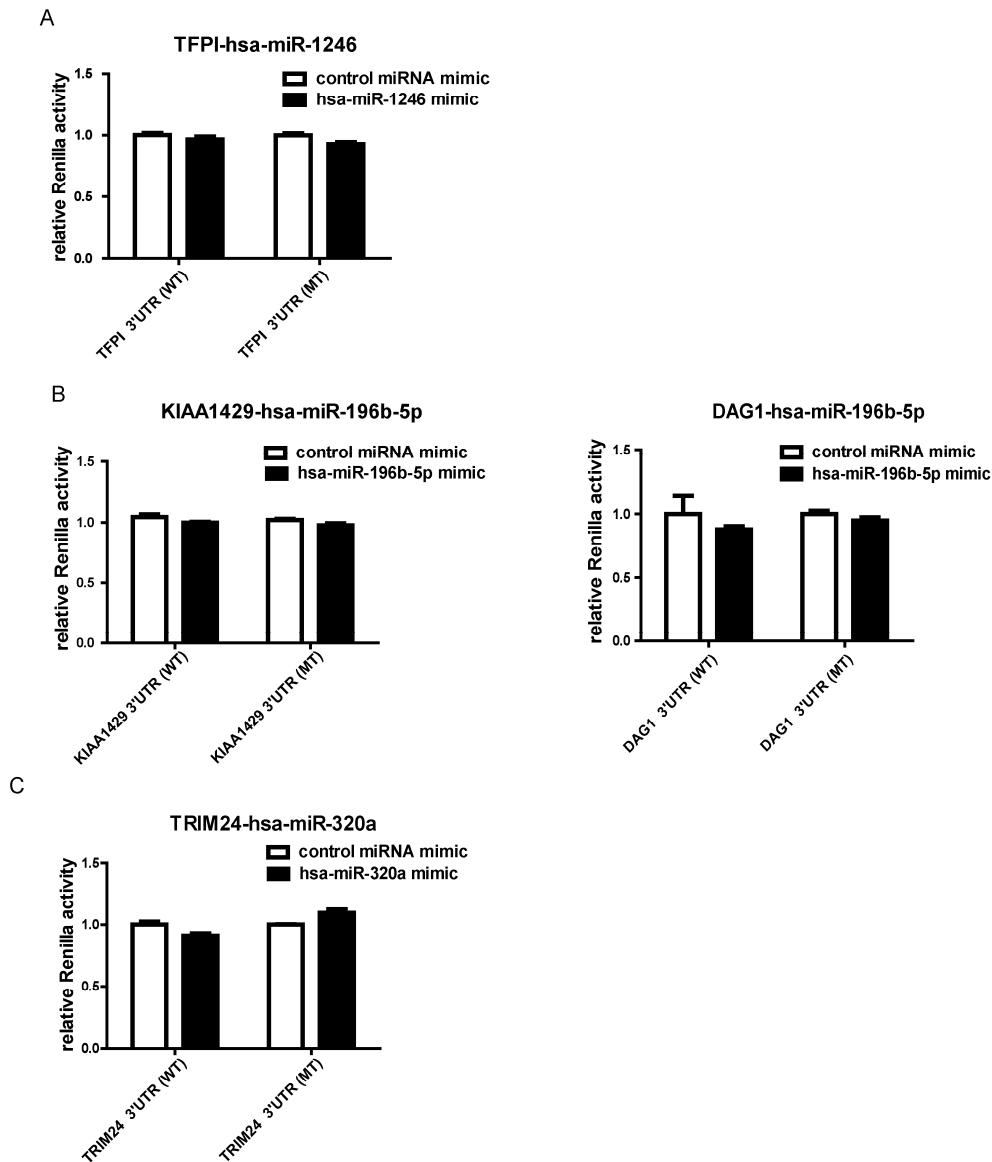 A
TFPI-hsa-miR-1246
control miRNA mimic
hsa-miR-1246 mimic
relative Renilla activity
1.5
1.0
0.5
0.0
TFPI 3'UTR (WT)
TFPI 3'UTR (MT)
B
KIAA1429-hsa-miR-196b-5p
control miRNA mimic
hsa-miR-196b-5p mimic
relative Renilla activity
1.5
1.0
0.5
0.0
KIAA1429 3'UTR (WT)
KIAA1429 3'UTR (MT)
DAG1-hsa-miR-196b-5p
control miRNA mimic
hsa-miR-196b-5p mimic
relative Renilla activity
1.5
1.0
0.5
0.0
DAG1 3'UTR (WT)
DAG1 3'UTR (MT)
C
TRIM24-hsa-miR-320a
control miRNA mimic
hsa-miR-320a mimic
relative Renilla activity
1.5
1.0
0.5
0.0
TRIM24 3'UTR (WT)
TRIM24 3'UTR (MT)